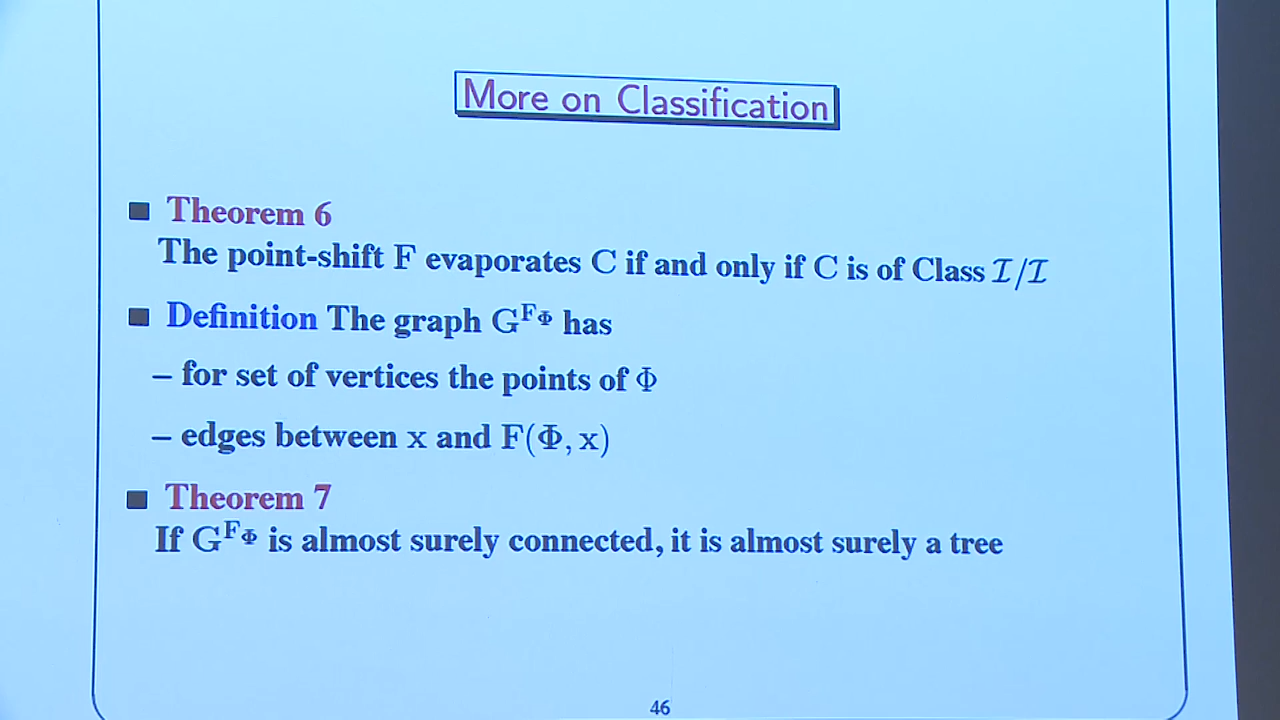 More on Classification
■ Theorem 6
The point-shift F evaporates C if and only if C is of Class 𝓘/𝓘
■ Definition The graph G^{F_Φ} has
– for set of vertices the points of Φ
– edges between x and F(Φ, x)
■ Theorem 7
If G^{F_Φ} is almost surely connected, it is almost surely a tree
46